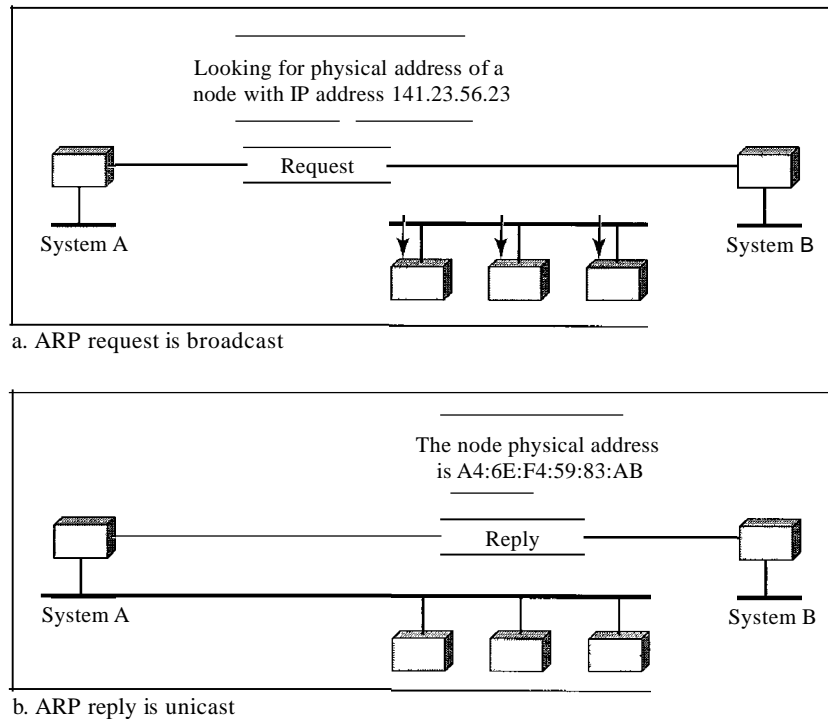 Looking for physical address of a
node with IP address 141.23.56.23
Request
System A
System B
a. ARP request is broadcast
The node physical address
is A4:6E:F4:59:83:AB
Reply
System A
System B
b. ARP reply is unicast